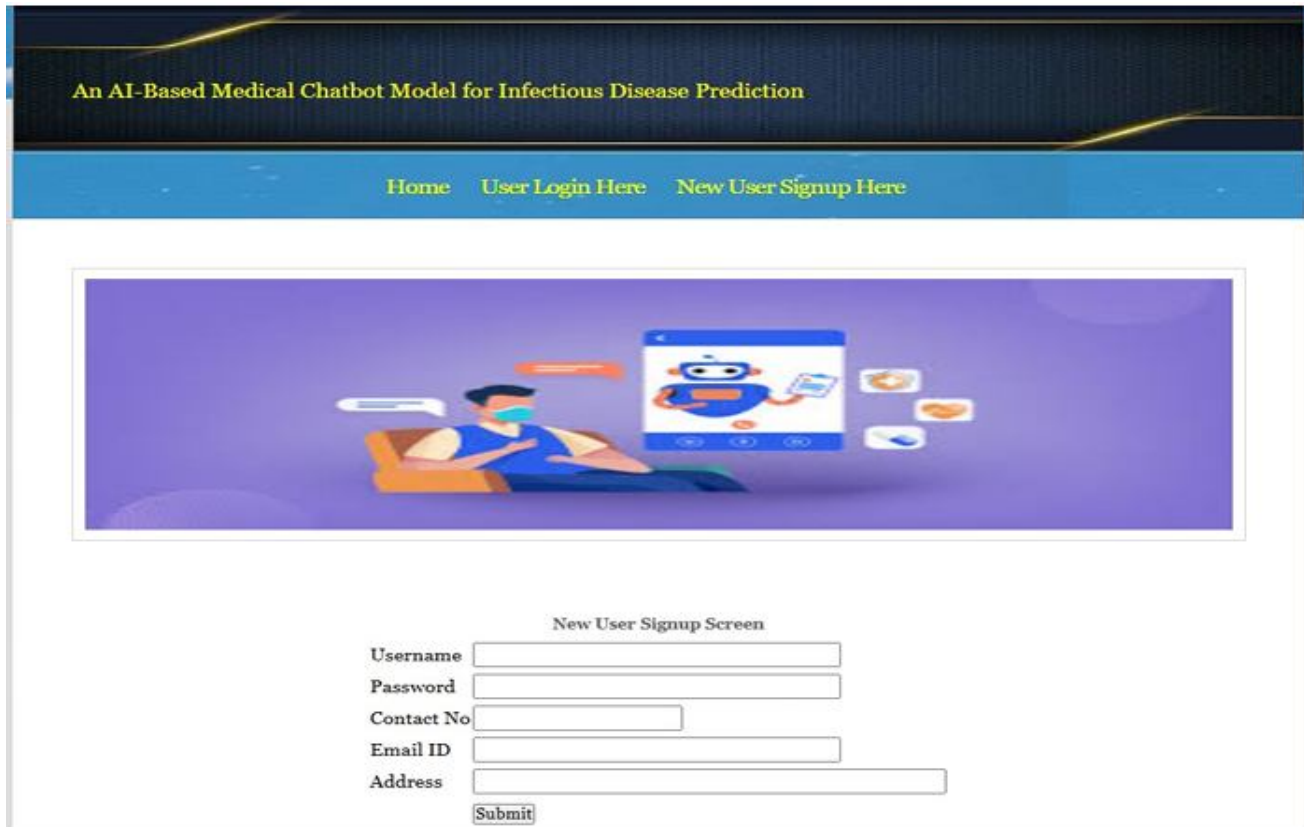 An AI-Based Medical Chatbot Model for Infectious Disease Prediction
Home User Login Here New User Signup Here
New User Signup Screen
Username
Password
Contact No
Email ID
Address
Submit